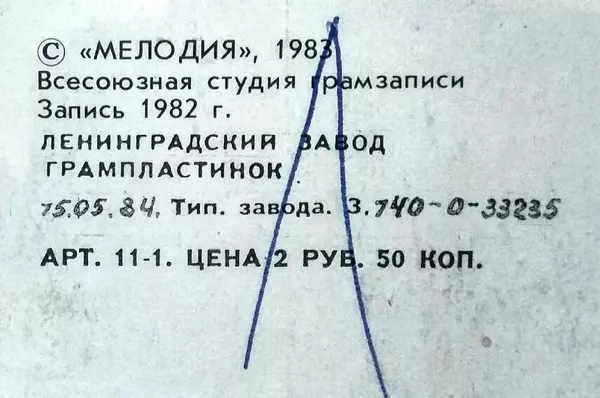 © «МЕЛОДИЯ», 1983
Всесоюзная студия грамзаписи
Запись 1982 г.
ЛЕНИНГРАДСКИЙ ЗАВОД
ГРАМПЛАСТИНОК
15.05.84. Тип. завода. З. 740-0-33235
АРТ. 11-1. ЦЕНА 2 РУБ. 50 КОП.